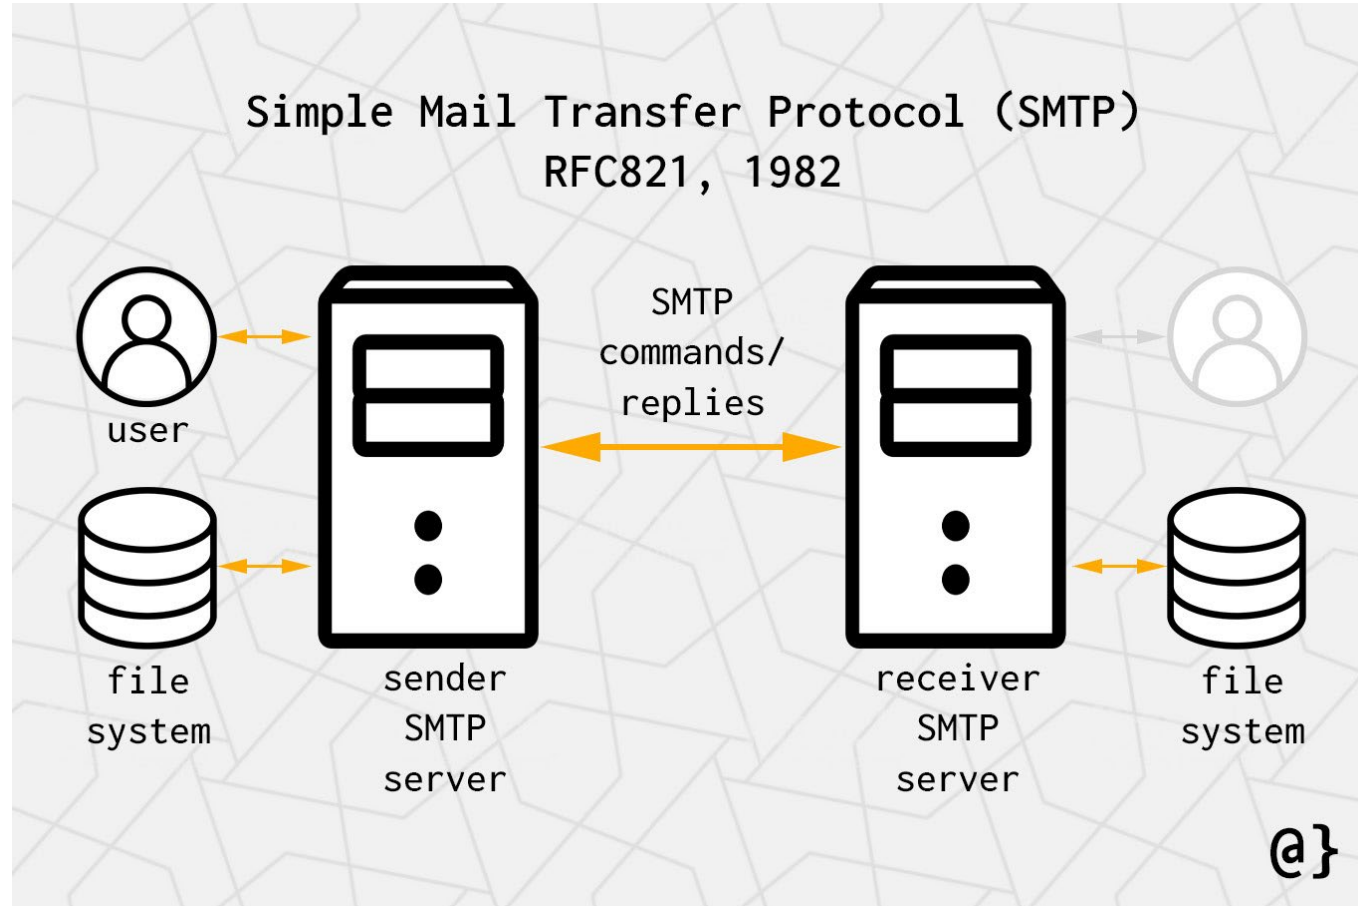 Simple Mail Transfer Protocol (SMTP)
RFC821, 1982
SMTP
commands/
replies
user
file
system
sender
SMTP
server
receiver
SMTP
server
file
system
@}